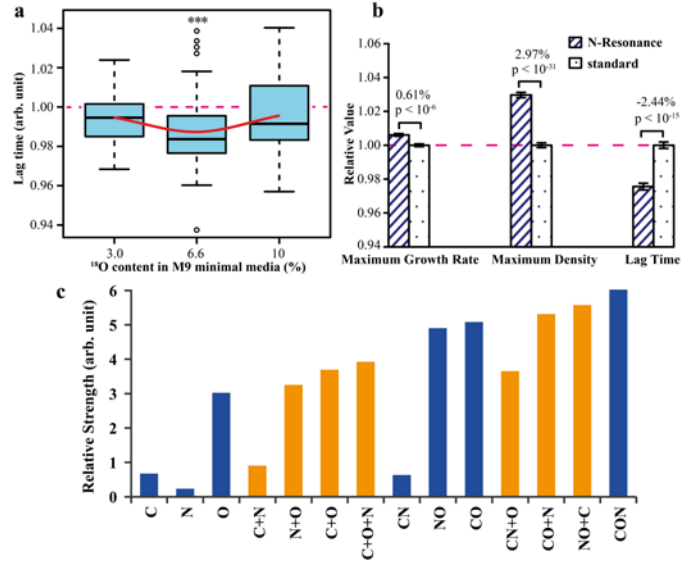 a
Lag time (arb. unit)
1.04
1.02
1.00
0.98
0.96
0.94
***
3.0
6.6
10
¹⁸O content in M9 minimal media (%)
b
Relative Value
1.06
1.04
1.02
1.00
0.98
0.96
0.94
N-Resonance
standard
0.61%
p < 10⁻⁶
2.97%
p < 10⁻³¹
-2.44%
p < 10⁻¹⁵
Maximum Growth Rate
Maximum Density
Lag Time
c
Relative Strength (arb. unit)
6
5
4
3
2
1
0
C
N
O
C+N
N+O
C+O
C+O+N
CN
NO
CO
CN+O
CO+N
NO+C
CON